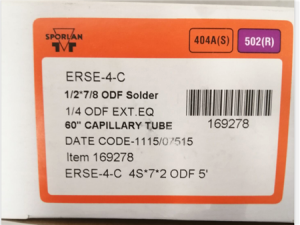 SPORLAN
404A(S) 502(R)
ERSE-4-C
1/2*7/8 ODF Solder
1/4 ODF EXT.EQ
60" CAPILLARY TUBE
169278
DATE CODE-1115/07515
Item 169278
ERSE-4-C 4S*7*2 ODF 5'